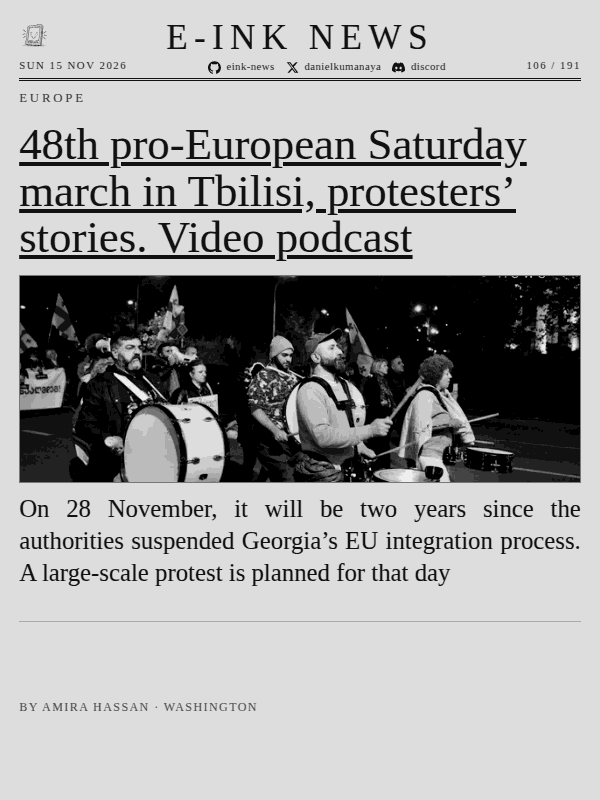 E-INK NEWS
SUN 15 NOV 2026
eink-news
danielkumanaya
discord
106 / 191
EUROPE
48th pro-European Saturday
march in Tbilisi, protesters’
stories. Video podcast
On 28 November, it will be two years since the
authorities suspended Georgia’s EU integration process.
A large-scale protest is planned for that day
BY AMIRA HASSAN · WASHINGTON